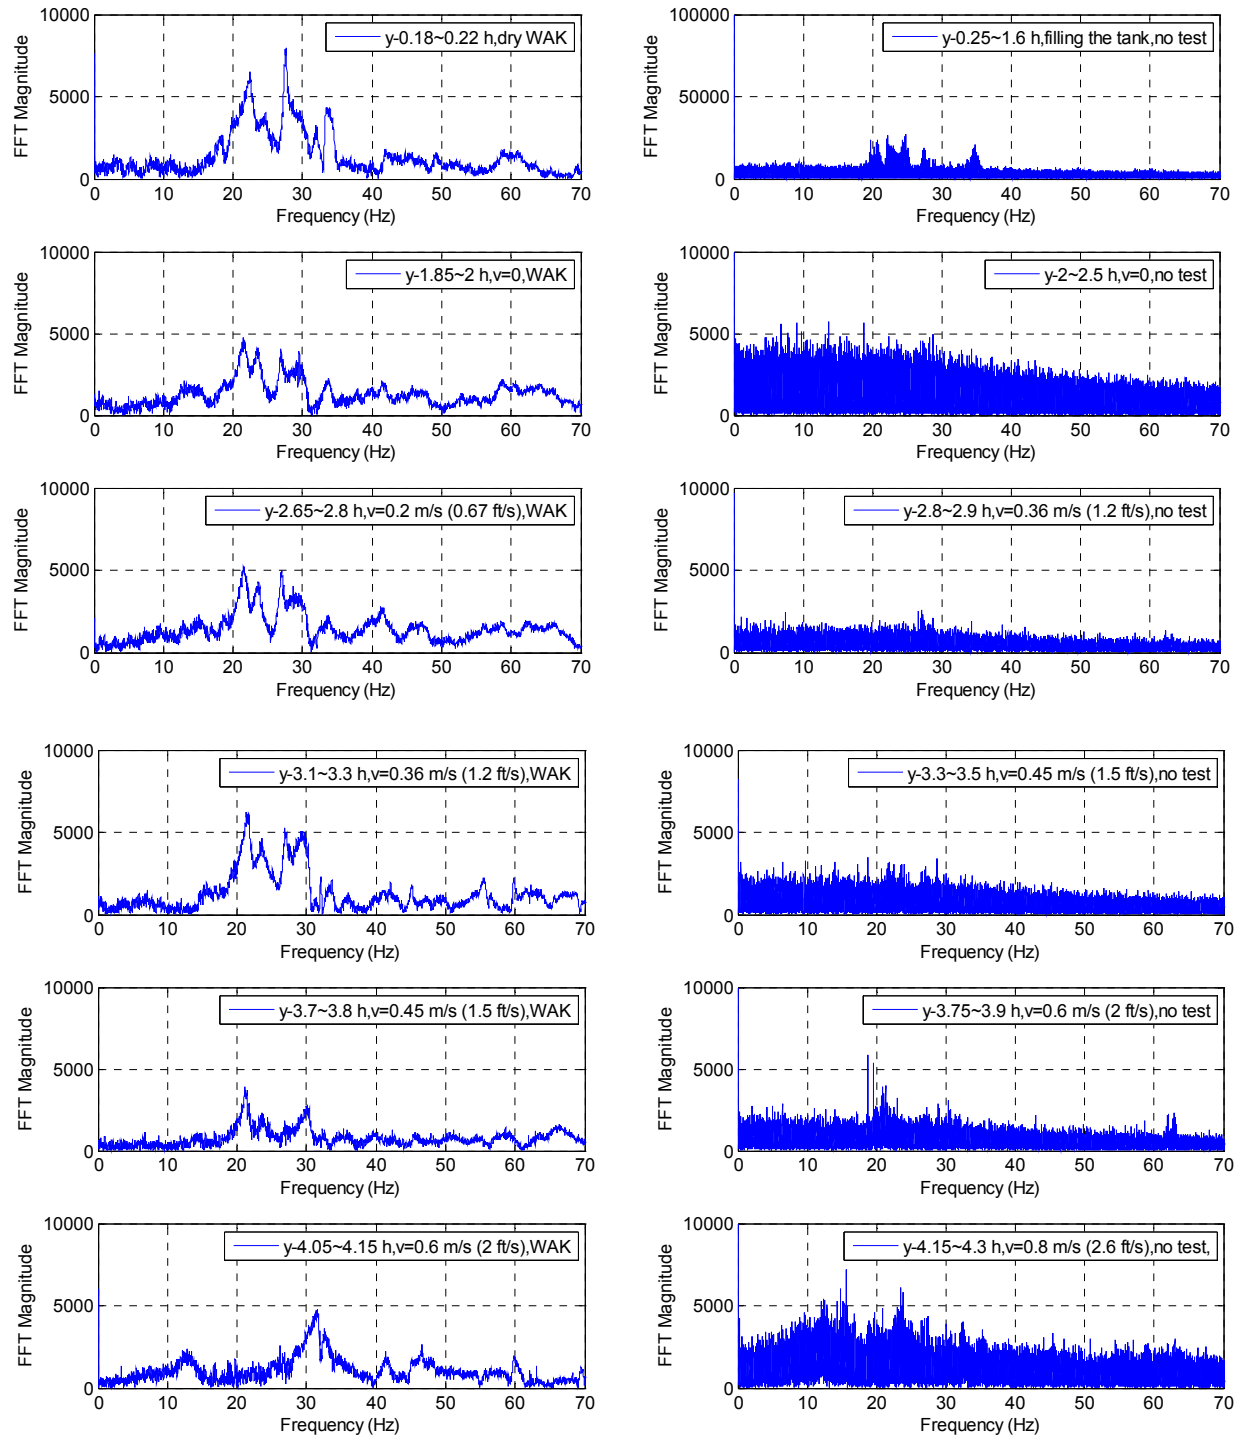 10000
y-0.18~0.22 h,dry WAK
5000
FFT Magnitude
0
0 10 20 30 40 50 60 70
Frequency (Hz)
10000
y-0.25~1.6 h,filling the tank,no test
50000
FFT Magnitude
0
0 10 20 30 40 50 60 70
Frequency (Hz)
10000
y-1.85~2 h,v=0,WAK
5000
FFT Magnitude
0
0 10 20 30 40 50 60 70
Frequency (Hz)
10000
y-2~2.5 h,v=0,no test
5000
FFT Magnitude
0
0 10 20 30 40 50 60 70
Frequency (Hz)
10000
y-2.65~2.8 h,v=0.2 m/s (0.67 ft/s),WAK
5000
FFT Magnitude
0
0 10 20 30 40 50 60 70
Frequency (Hz)
10000
y-2.8~2.9 h,v=0.36 m/s (1.2 ft/s),no test
5000
FFT Magnitude
0
0 10 20 30 40 50 60 70
Frequency (Hz)
10000
y-3.1~3.3 h,v=0.36 m/s (1.2 ft/s),WAK
5000
FFT Magnitude
0
0 10 20 30 40 50 60 70
Frequency (Hz)
10000
y-3.3~3.5 h,v=0.45 m/s (1.5 ft/s),no test
5000
FFT Magnitude
0
0 10 20 30 40 50 60 70
Frequency (Hz)
10000
y-3.7~3.8 h,v=0.45 m/s (1.5 ft/s),WAK
5000
FFT Magnitude
0
0 10 20 30 40 50 60 70
Frequency (Hz)
10000
y-3.75~3.9 h,v=0.6 m/s (2 ft/s),no test
5000
FFT Magnitude
0
0 10 20 30 40 50 60 70
Frequency (Hz)
10000
y-4.05~4.15 h,v=0.6 m/s (2 ft/s),WAK
5000
FFT Magnitude
0
0 10 20 30 40 50 60 70
Frequency (Hz)
10000
y-4.15~4.3 h,v=0.8 m/s (2.6 ft/s),no test,
5000
FFT Magnitude
0
0 10 20 30 40 50 60 70
Frequency (Hz)